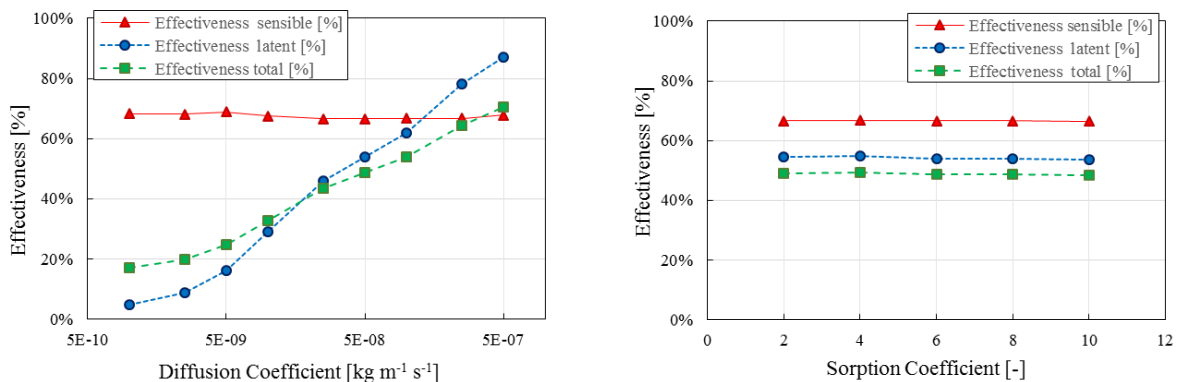 Effectiveness sensible [%]
Effectiveness latent [%]
Effectiveness total [%]
100%
80%
60%
40%
20%
0%
Effectiveness [%]
5E-10
5E-09
5E-08
5E-07
Diffusion Coefficient [kg m⁻¹ s⁻¹]
Effectiveness sensible [%]
Effectiveness latent [%]
Effectiveness total [%]
100%
80%
60%
40%
20%
0%
Effectiveness [%]
0
2
4
6
8
10
12
Sorption Coefficient [-]